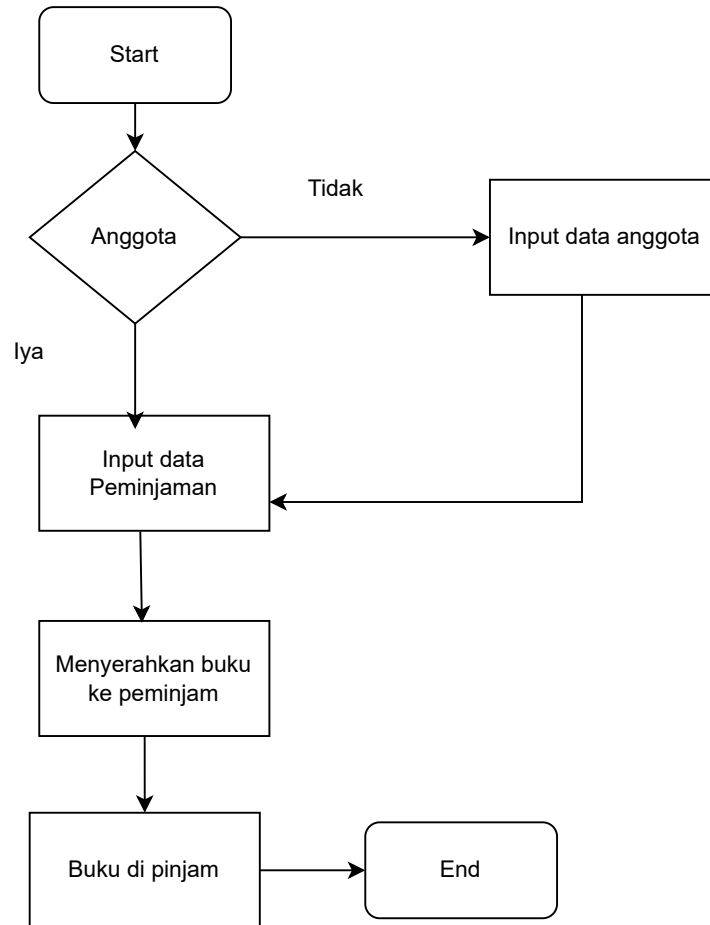 Start
Anggota
Tidak
Input data anggota
Iya
Input data
Peminjaman
Menyerahkan buku
ke peminjam
Buku di pinjam
End